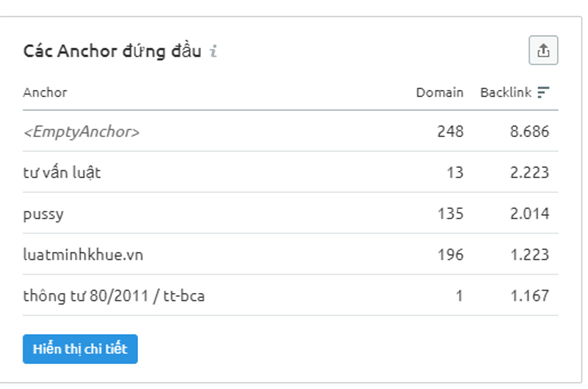 Các Anchor đứng đầu i
Anchor Domain Backlink
<EmptyAnchor> 248 8.686
tư vấn luật 13 2.223
pussy 135 2.014
luatminhkhue.vn 196 1.223
thông tư 80/2011 / tt-bca 1 1.167
Hiển thị chi tiết